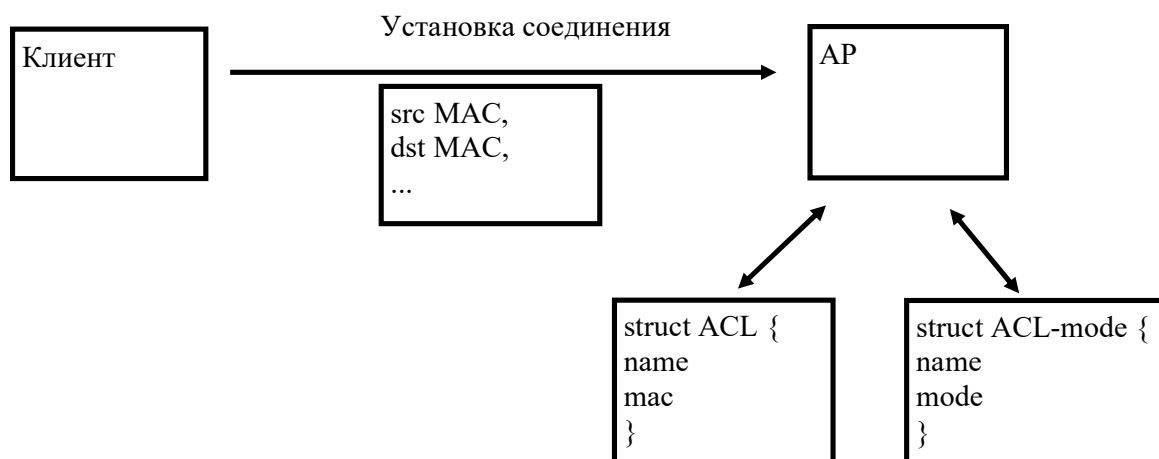 Установка соединения
Клиент
AP
src MAC,
dst MAC,
...
struct ACL {
name
mac
}
struct ACL-mode {
name
mode
}